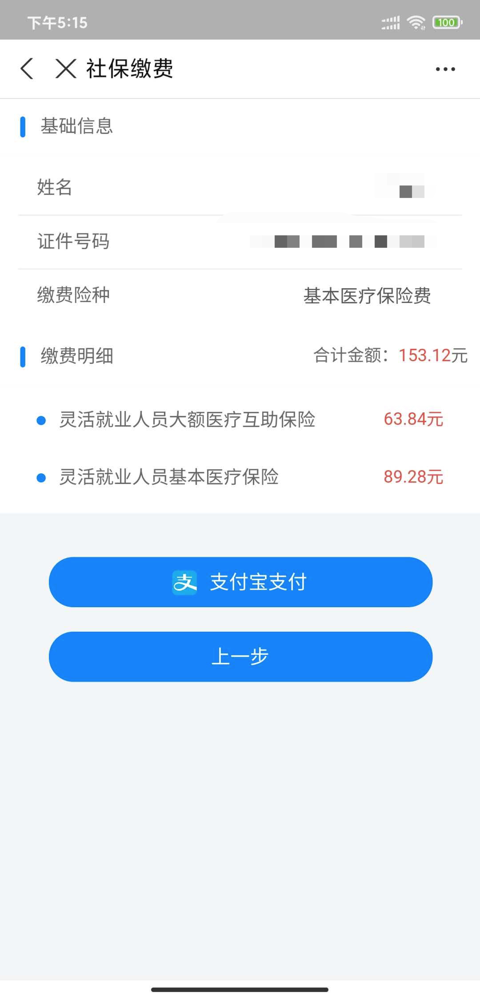 下午5:15
100
社保缴费
基础信息
姓名
证件号码
缴费险种 基本医疗保险费
缴费明细 合计金额：153.12元
灵活就业人员大额医疗互助保险 63.84元
灵活就业人员基本医疗保险 89.28元
支 支付宝支付
上一步